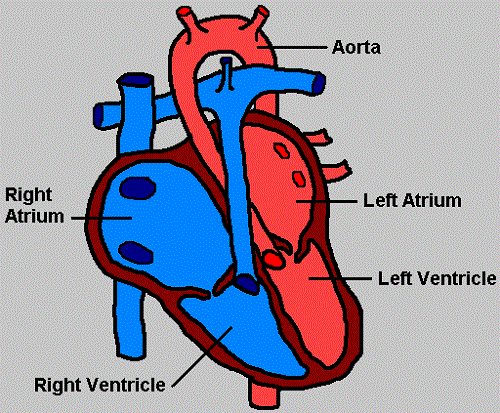 Aorta
Right
Atrium
Left Atrium
Left Ventricle
Right Ventricle